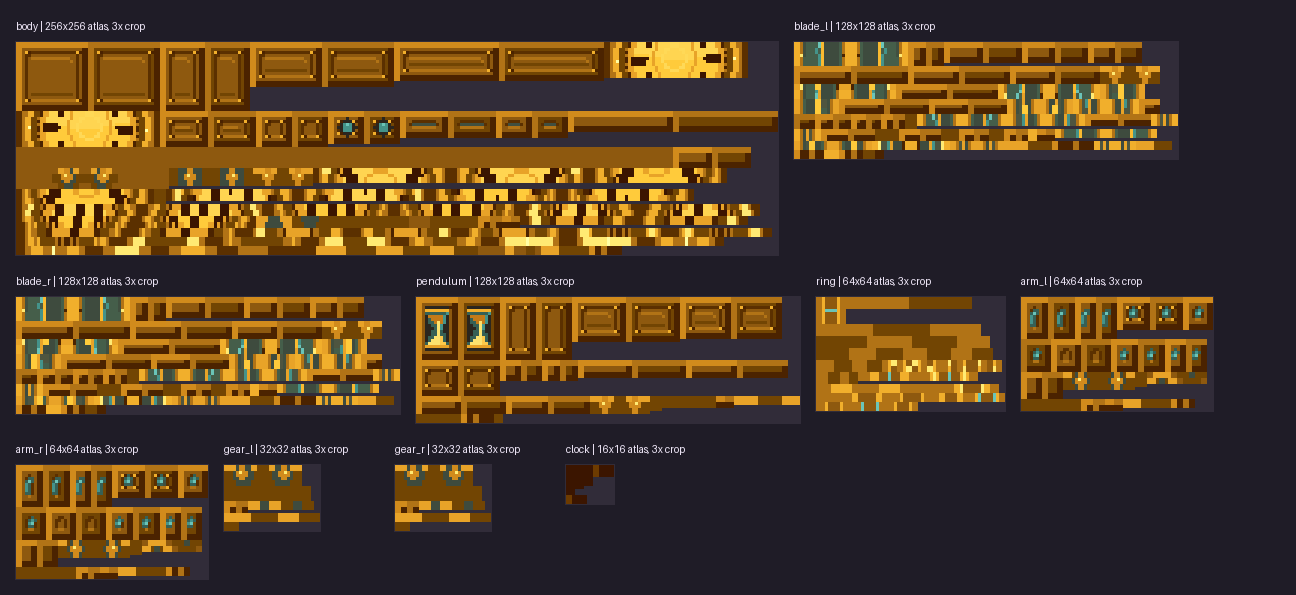 body | 256x256 atlas, 3x crop
blade_l | 128x128 atlas, 3x crop
blade_r | 128x128 atlas, 3x crop
pendulum | 128x128 atlas, 3x crop
ring | 64x64 atlas, 3x crop
arm_l | 64x64 atlas, 3x crop
arm_r | 64x64 atlas, 3x crop
gear_l | 32x32 atlas, 3x crop
gear_r | 32x32 atlas, 3x crop
clock | 16x16 atlas, 3x crop